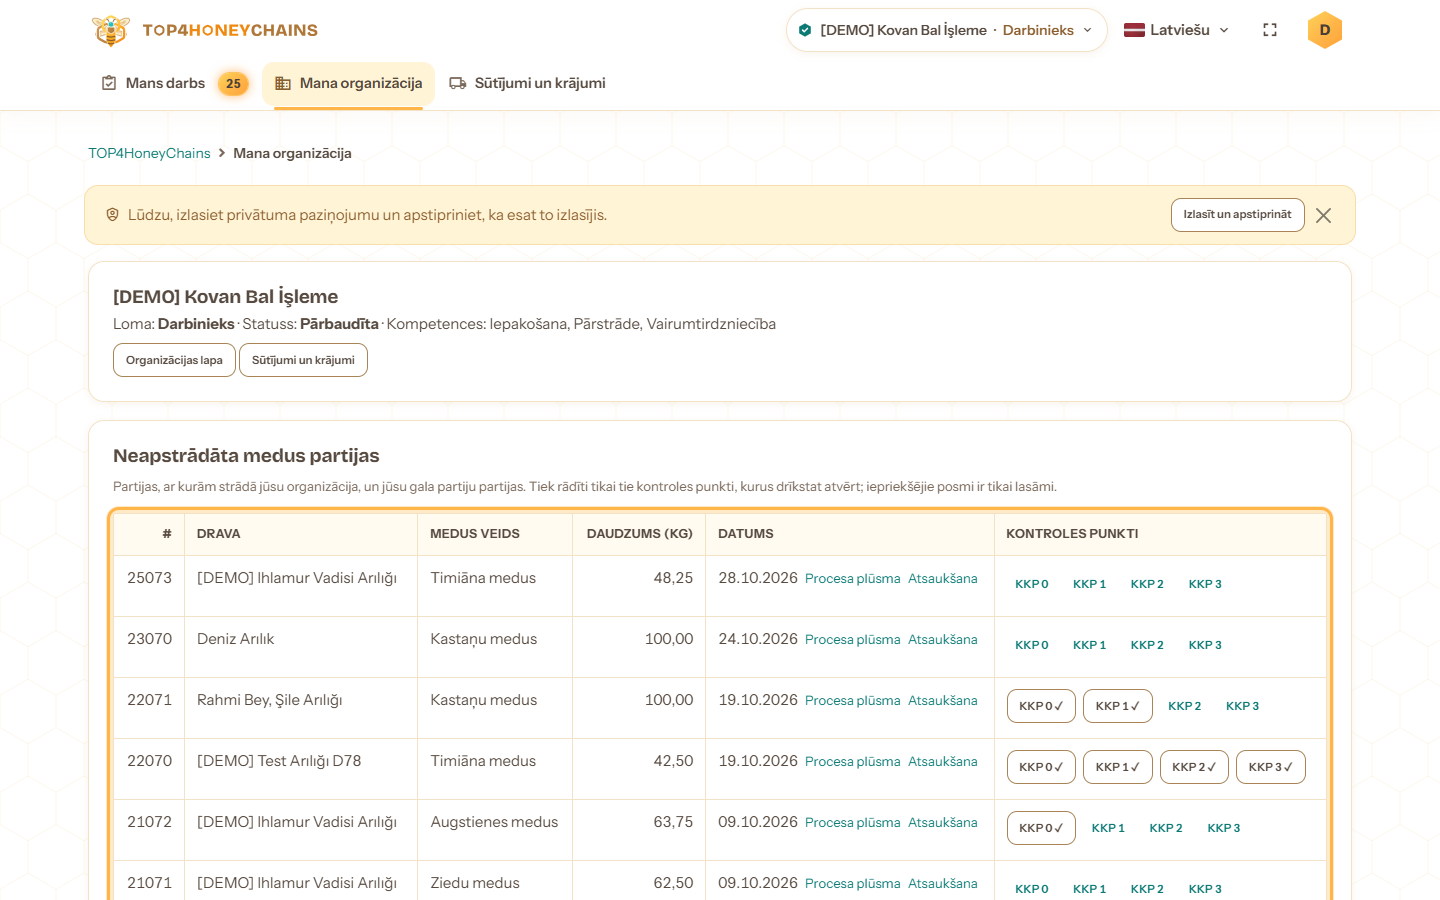 TOP4HONEYCHAINS
[DEMO] Kovan Bal İşleme · Darbinieks
Latviešu
D
Mans darbs 25
Mana organizācija
Sūtījumi un krājumi
TOP4HoneyChains > Mana organizācija
Lūdzu, izlasiet privātuma paziņojumu un apstipriniet, ka esat to izlasījis.
Izlasīt un apstiprināt
[DEMO] Kovan Bal İşleme
Loma: Darbinieks · Statuss: Pārbaudīta · Kompetences: Iepakošana, Pārstrāde, Vairumtirdzniecība
Organizācijas lapa
Sūtījumi un krājumi
Neapstrādāta medus partijas
Partijas, ar kurām strādā jūsu organizācija, un jūsu gala partiju partijas. Tiek rādīti tikai tie kontroles punkti, kurus drīkstat atvērt; iepriekšējie posmi ir tikai lasāmi.
# DRAVA MEDUS VEIDS DAUDZUMS (KG) DATUMS KONTROLES PUNKTI
25073 [DEMO] Ihlamur Vadisi Arılığı Timiāna medus 48,25 28.10.2026 Procesa plūsma Atsaukšana KKP 0 KKP 1 KKP 2 KKP 3
23070 Deniz Arılık Kastaņu medus 100,00 24.10.2026 Procesa plūsma Atsaukšana KKP 0 KKP 1 KKP 2 KKP 3
22071 Rahmi Bey, Şile Arılığı Kastaņu medus 100,00 19.10.2026 Procesa plūsma Atsaukšana KKP 0 ✓ KKP 1 ✓ KKP 2 KKP 3
22070 [DEMO] Test Arılığı D78 Timiāna medus 42,50 19.10.2026 Procesa plūsma Atsaukšana KKP 0 ✓ KKP 1 ✓ KKP 2 ✓ KKP 3 ✓
21072 [DEMO] Ihlamur Vadisi Arılığı Augstienes medus 63,75 09.10.2026 Procesa plūsma Atsaukšana KKP 0 ✓ KKP 1 KKP 2 KKP 3
21071 [DEMO] Ihlamur Vadisi Arılığı Ziedu medus 62,50 09.10.2026 Procesa plūsma Atsaukšana KKP 0 KKP 1 KKP 2 KKP 3